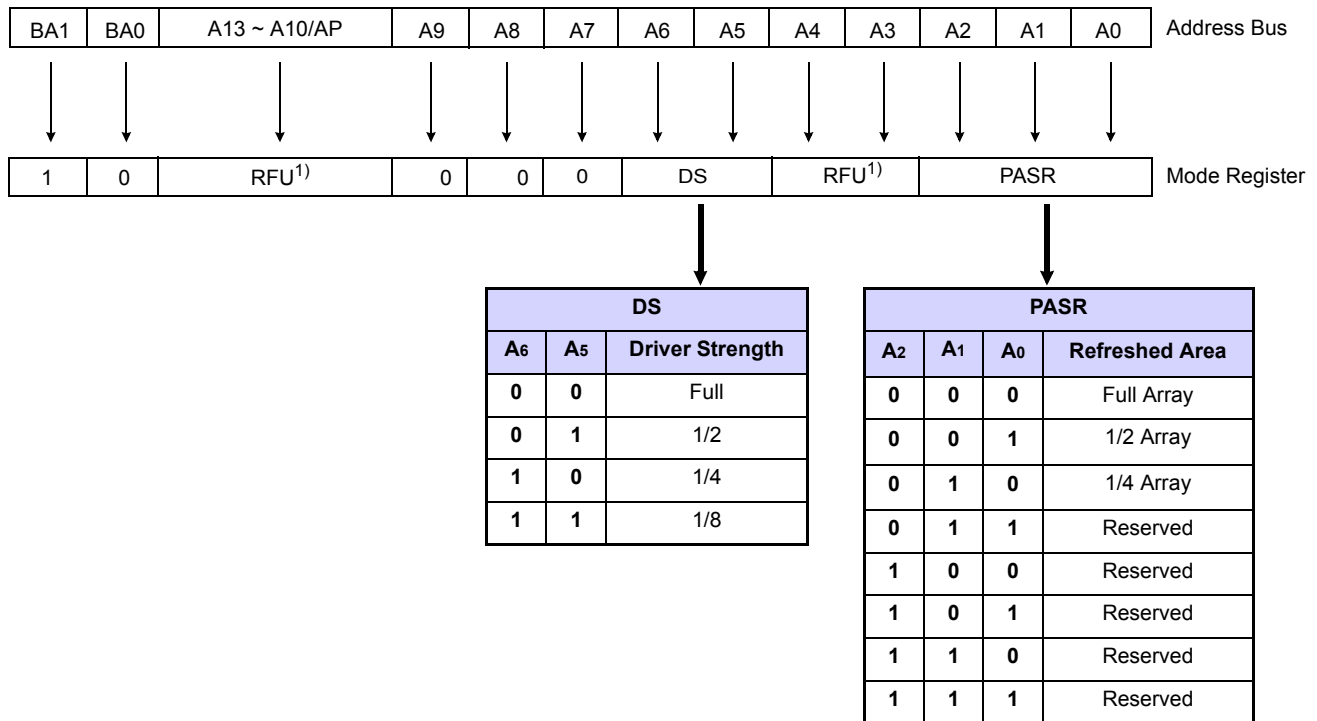 BA1 BA0 A13 ~ A10/AP A9 A8 A7 A6 A5 A4 A3 A2 A1 A0 Address Bus
1 0 RFU1) 0 0 0 DS RFU1) PASR Mode Register
DS
A6 A5 Driver Strength
0 0 Full
0 1 1/2
1 0 1/4
1 1 1/8
PASR
A2 A1 A0 Refreshed Area
0 0 0 Full Array
0 0 1 1/2 Array
0 1 0 1/4 Array
0 1 1 Reserved
1 0 0 Reserved
1 0 1 Reserved
1 1 0 Reserved
1 1 1 Reserved